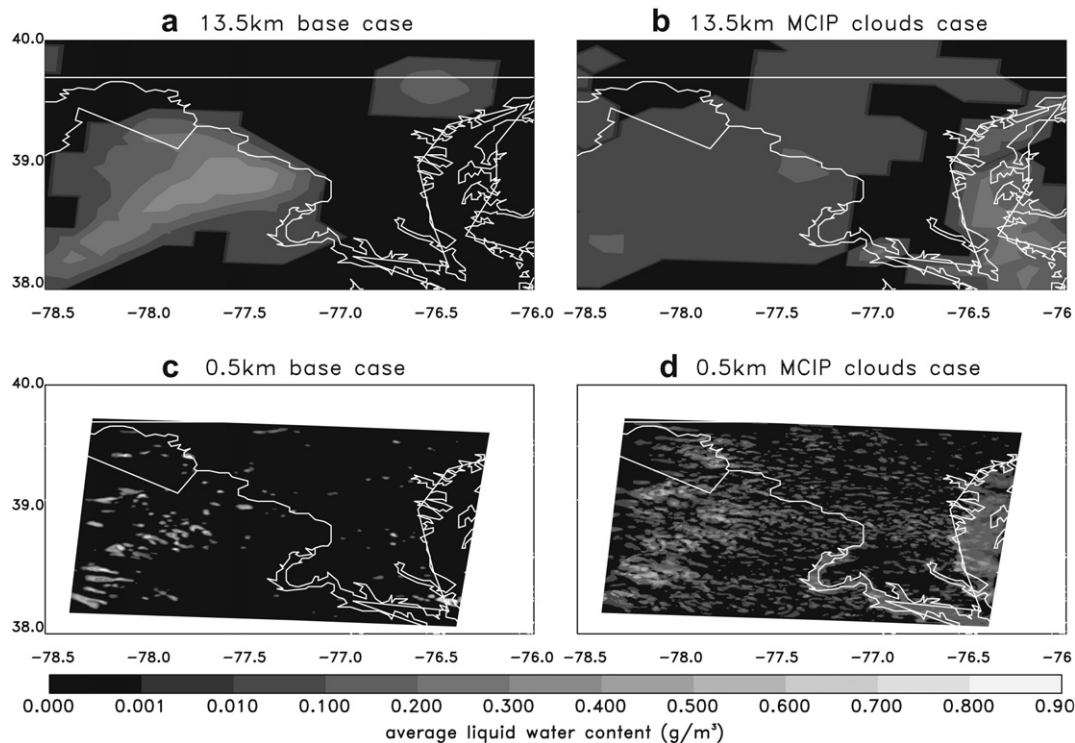 a 13.5km base case
b 13.5km MCIP clouds case
40.0
39.0
38.0
-78.5 -78.0 -77.5 -77.0 -76.5 -76.0
-78.5 -78.0 -77.5 -77.0 -76.5 -76
c 0.5km base case
d 0.5km MCIP clouds case
40.0
39.0
38.0
-78.5 -78.0 -77.5 -77.0 -76.5 -76.0
-78.5 -78.0 -77.5 -77.0 -76.5 -76
0.000 0.001 0.010 0.100 0.200 0.300 0.400 0.500 0.600 0.700 0.800 0.90
average liquid water content (g/m³)